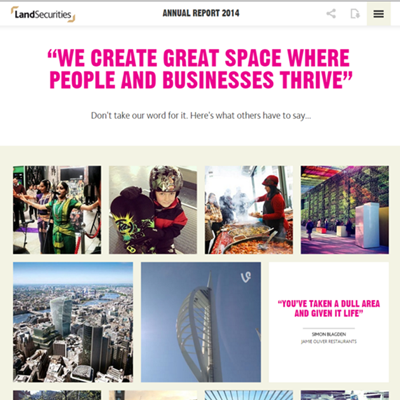 LandSecurities
ANNUAL REPORT 2014
“WE CREATE GREAT SPACE WHERE
PEOPLE AND BUSINESSES THRIVE”
Don't take our word for it. Here's what others have to say...
“YOU'VE TAKEN A DULL AREA
AND GIVEN IT LIFE”
SIMON BLAGDEN
JAMIE OLIVER RESTAURANTS